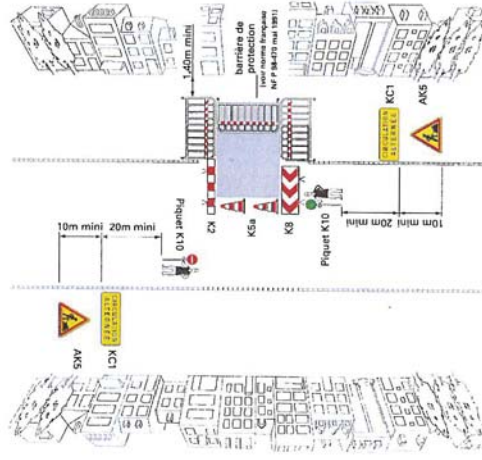 1,40m mini
barrière de
protection
(voir norme française
NF P 98-470 mai 1991)
KC1
AK5
CIRCULATION
ALTERNÉE
10m mini
20m mini
Piquet K10
K2
K5a
K8
Piquet K10
20m mini
10m mini
CIRCULATION
ALTERNÉE
AK5
KC1